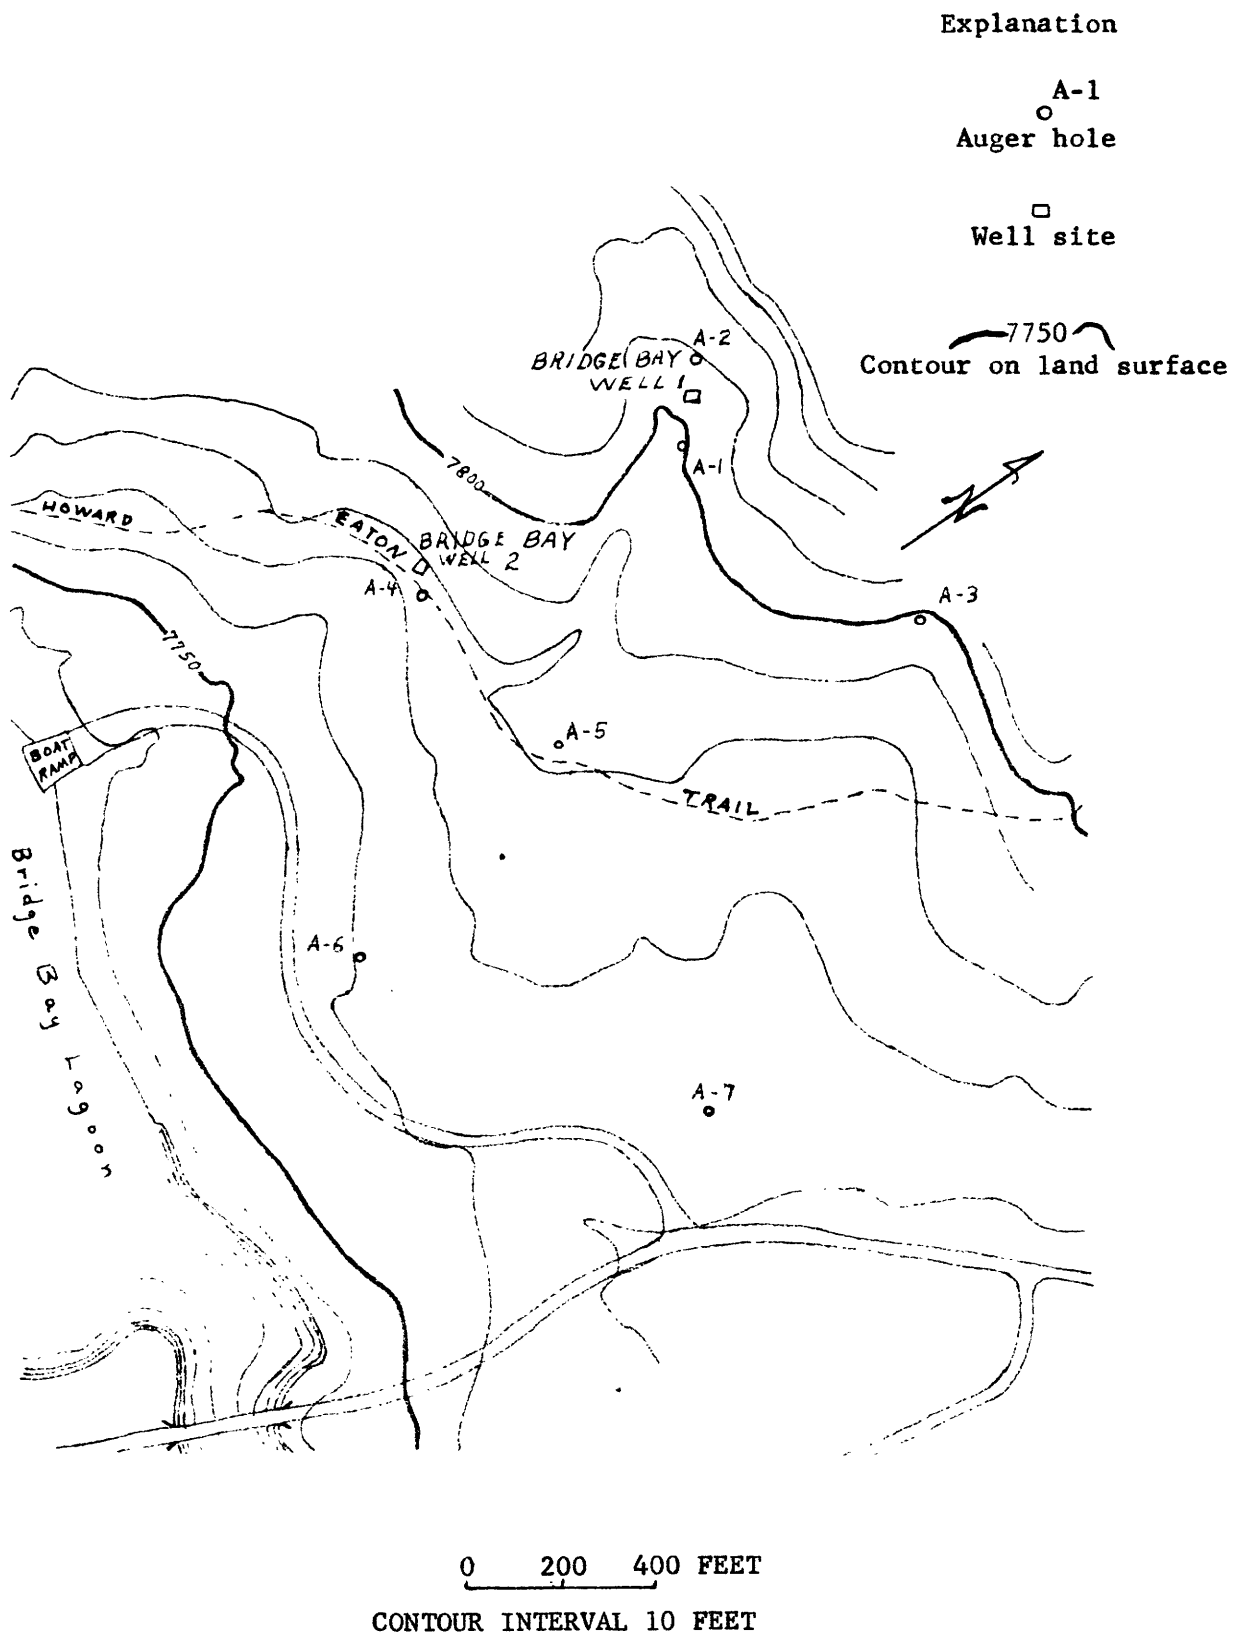 Explanation
A-1
Auger hole
Well site
7750
Contour on land surface
A-2
BRIDGE BAY
WELL 1
A-1
7800
N
HOWARD
EATON
BRIDGE BAY
WELL 2
A-4
A-3
7750
A-5
BOAT
RAMP
TRAIL
Bridge Bay Lagoon
A-6
A-7
0 200 400 FEET
CONTOUR INTERVAL 10 FEET